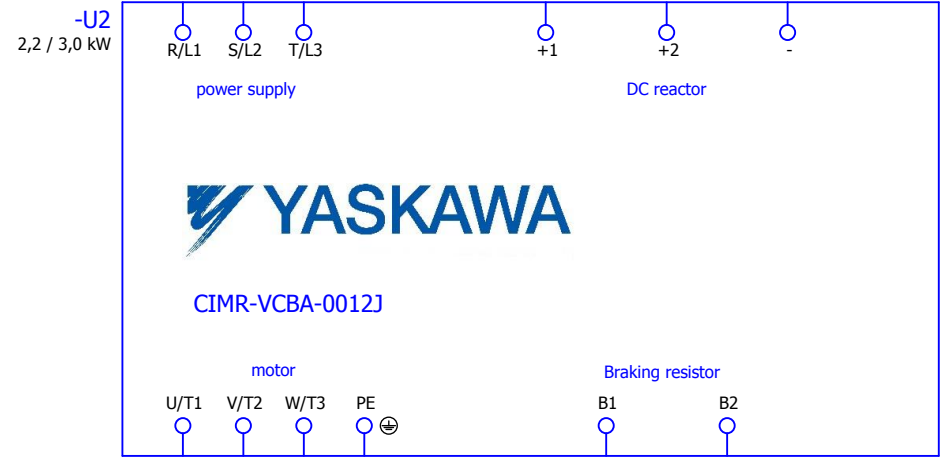 -U2
2,2 / 3,0 kW
R/L1 S/L2 T/L3 +1 +2 -
power supply DC reactor
YASKAWA
CIMR-VCBA-0012J
motor Braking resistor
U/T1 V/T2 W/T3 PE B1 B2